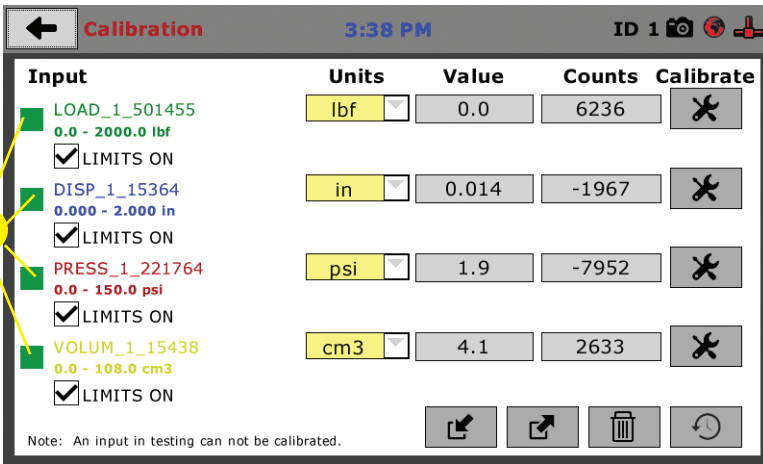 Calibration 3:38 PM ID 1
Input Units Value Counts Calibrate
LOAD_1_501455 lbf 0.0 6236
0.0 - 2000.0 lbf
LIMITS ON
DISP_1_15364 in 0.014 -1967
0.000 - 2.000 in
LIMITS ON
PRESS_1_221764 psi 1.9 -7952
0.0 - 150.0 psi
LIMITS ON
VOLUM_1_15438 cm3 4.1 2633
0.0 - 108.0 cm3
LIMITS ON
Note: An input in testing can not be calibrated.